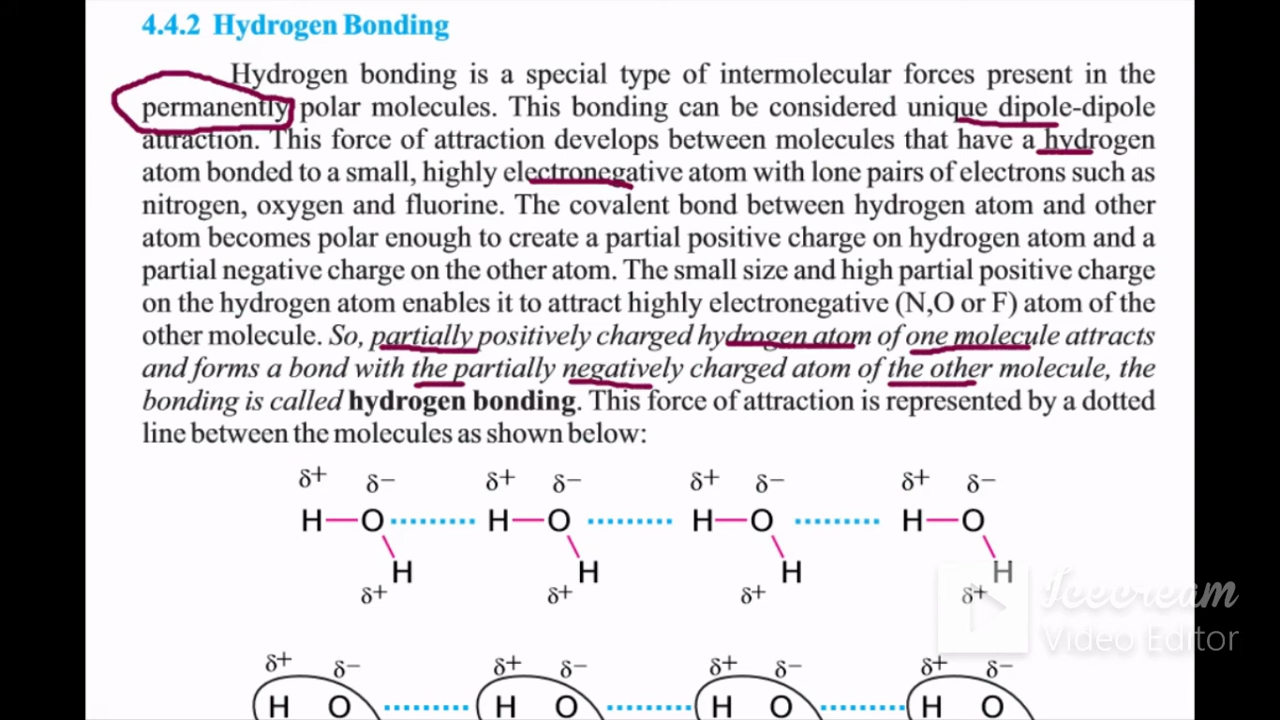 4.4.2 Hydrogen Bonding
Hydrogen bonding is a special type of intermolecular forces present in the
permanently polar molecules. This bonding can be considered unique dipole-dipole
attraction. This force of attraction develops between molecules that have a hydrogen
atom bonded to a small, highly electronegative atom with lone pairs of electrons such as
nitrogen, oxygen and fluorine. The covalent bond between hydrogen atom and other
atom becomes polar enough to create a partial positive charge on hydrogen atom and a
partial negative charge on the other atom. The small size and high partial positive charge
on the hydrogen atom enables it to attract highly electronegative (N,O or F) atom of the
other molecule. So, partially positively charged hydrogen atom of one molecule attracts
and forms a bond with the partially negatively charged atom of the other molecule, the
bonding is called hydrogen bonding. This force of attraction is represented by a dotted
line between the molecules as shown below:
δ+ δ− δ+ δ− δ+ δ− δ+ δ−
H—O·········H—O·········H—O·········H—O
H H H H
δ+ δ+ δ+ δ+
Icecream
Video Editor
δ+ δ− δ+ δ− δ+ δ− δ+ δ−
H O ········· H O ········· H O ········· H O